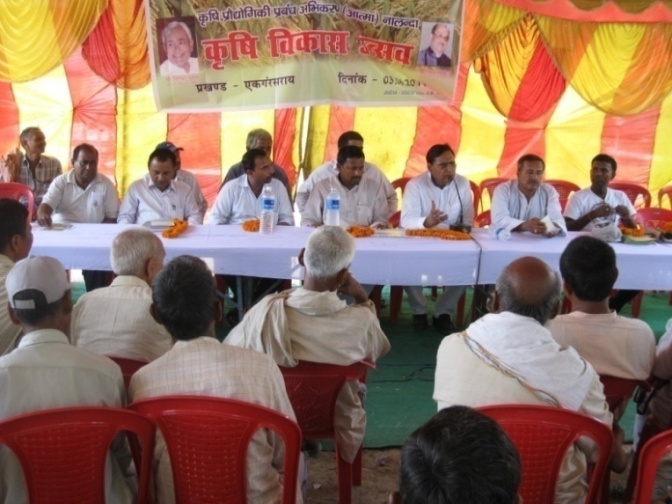 कृषि प्रौद्योगिकी प्रबंध अभिकरण (आत्मा) नालन्दा
कृषि विकास उत्सव
प्रखण्ड - एकंगरसराय दिनांक -